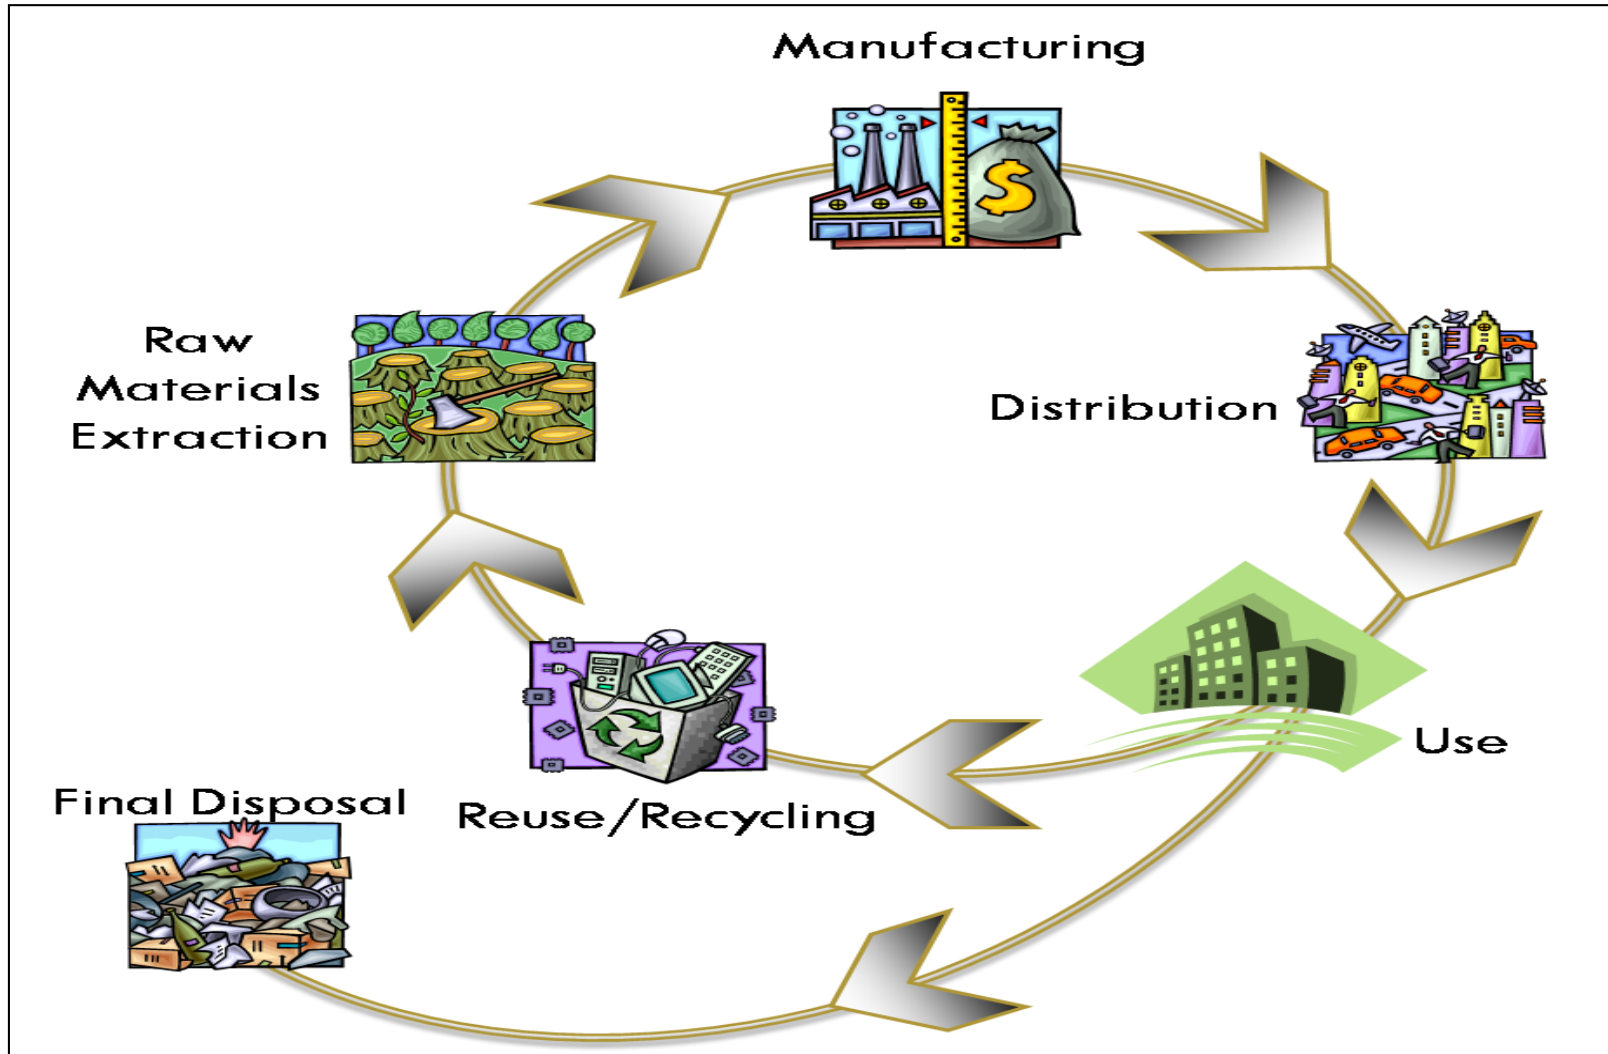 Manufacturing
$
Raw
Materials
Extraction
Distribution
Use
Final Disposal
Reuse/Recycling